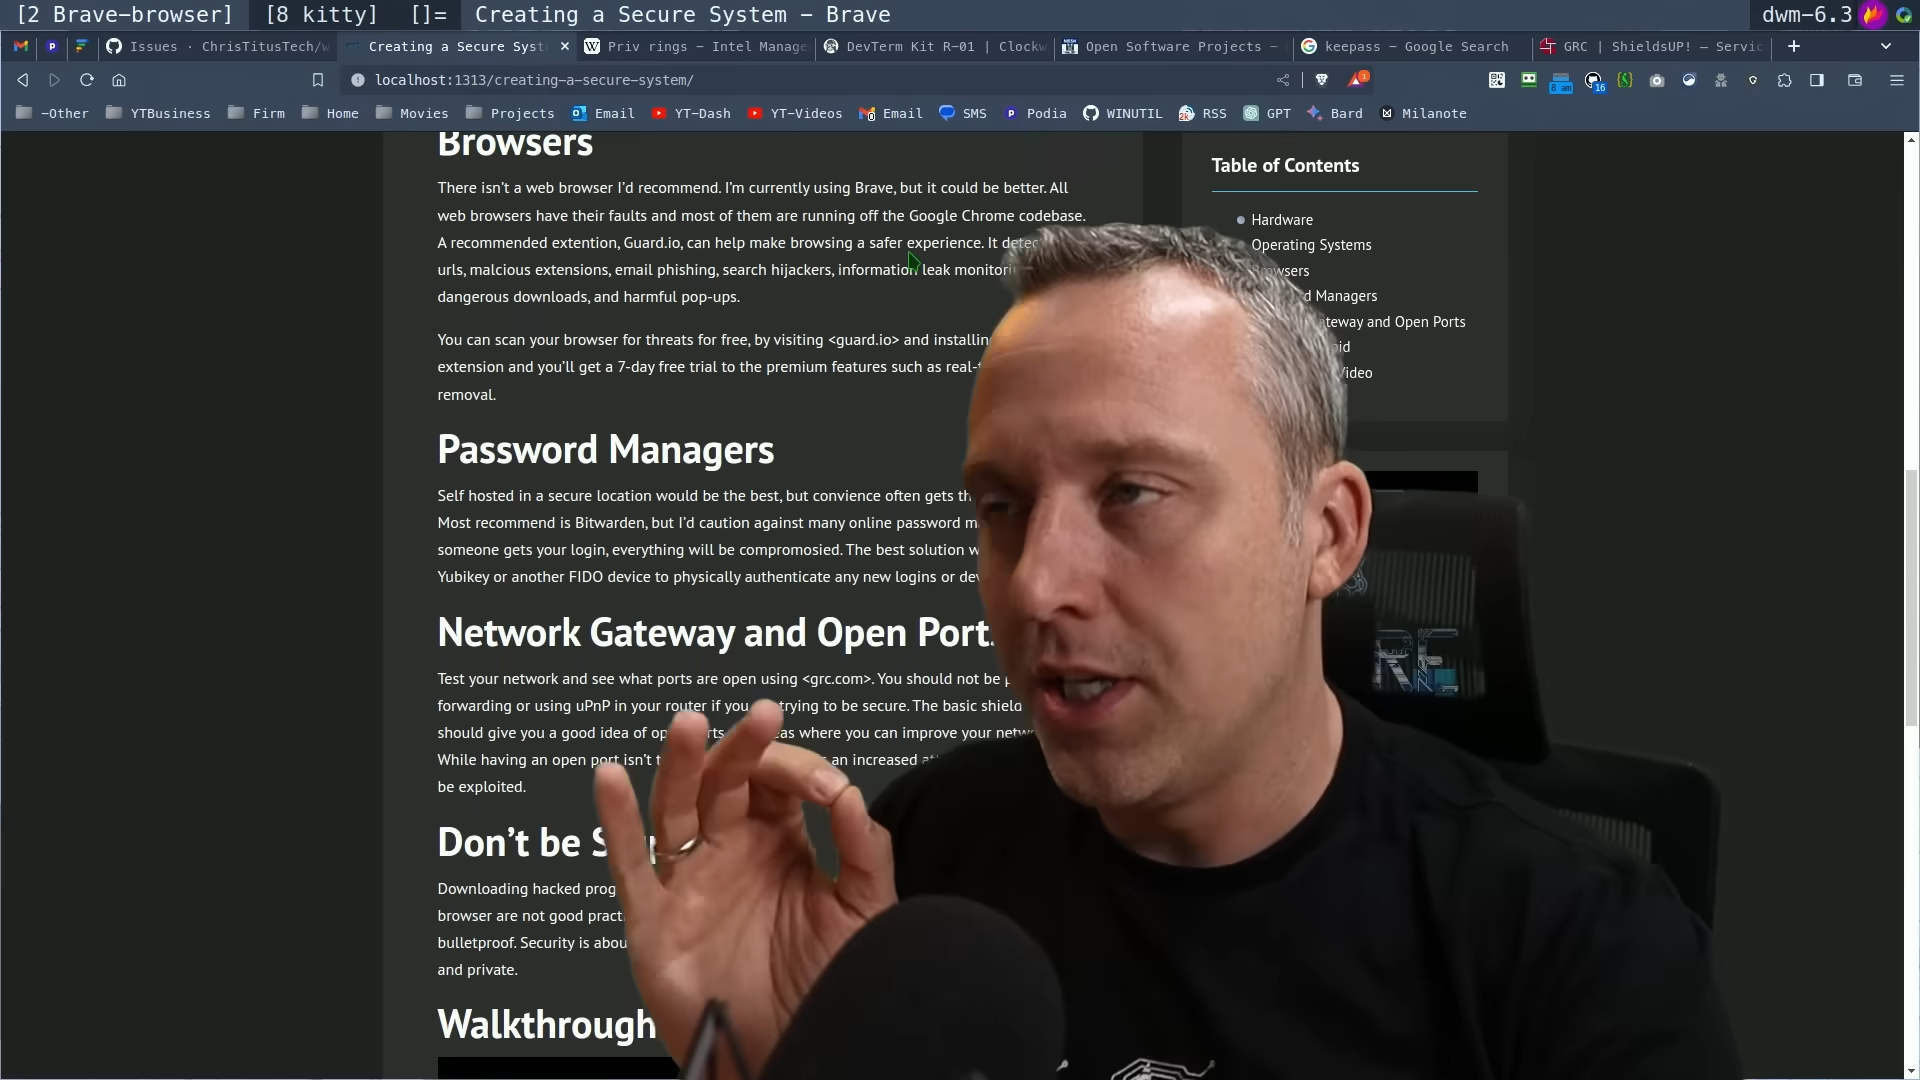 [2 Brave-browser] [8 kitty] []= Creating a Secure System – Brave dwm-6.3
Issues · ChrisTitusTech/w Creating a Secure Syst Priv rings – Intel Manage DevTerm Kit R-01 | Clockw Open Software Projects – keepass – Google Search GRC | ShieldsUP! — Servic
localhost:1313/creating-a-secure-system/
1
8 am
16
–Other YTBusiness Firm Home Movies Projects Email YT-Dash YT-Videos Email SMS Podia WINUTIL RSS GPT Bard Milanote
Browsers
There isn’t a web browser I’d recommend. I’m currently using Brave, but it could be better. All
web browsers have their faults and most of them are running off the Google Chrome codebase.
A recommended extention, Guard.io, can help make browsing a safer experience. It detec
urls, malcious extensions, email phishing, search hijackers, information leak monitori
dangerous downloads, and harmful pop-ups.
You can scan your browser for threats for free, by visiting <guard.io> and installin
extension and you’ll get a 7-day free trial to the premium features such as real-
removal.
Password Managers
Self hosted in a secure location would be the best, but convience often gets th
Most recommend is Bitwarden, but I’d caution against many online password m
someone gets your login, everything will be compromosied. The best solution w
Yubikey or another FIDO device to physically authenticate any new logins or dev
Network Gateway and Open Port
Test your network and see what ports are open using <grc.com>. You should not be p
forwarding or using uPnP in your router if you trying to be secure. The basic shield
should give you a good idea of op rts eas where you can improve your netw
While having an open port isn’t t an increased at
be exploited.
Don’t be S
Downloading hacked prog
browser are not good pract
bulletproof. Security is abou
and private.
Walkthrough
Table of Contents
Hardware
Operating Systems
Browsers
d Managers
ateway and Open Ports
pid
Video